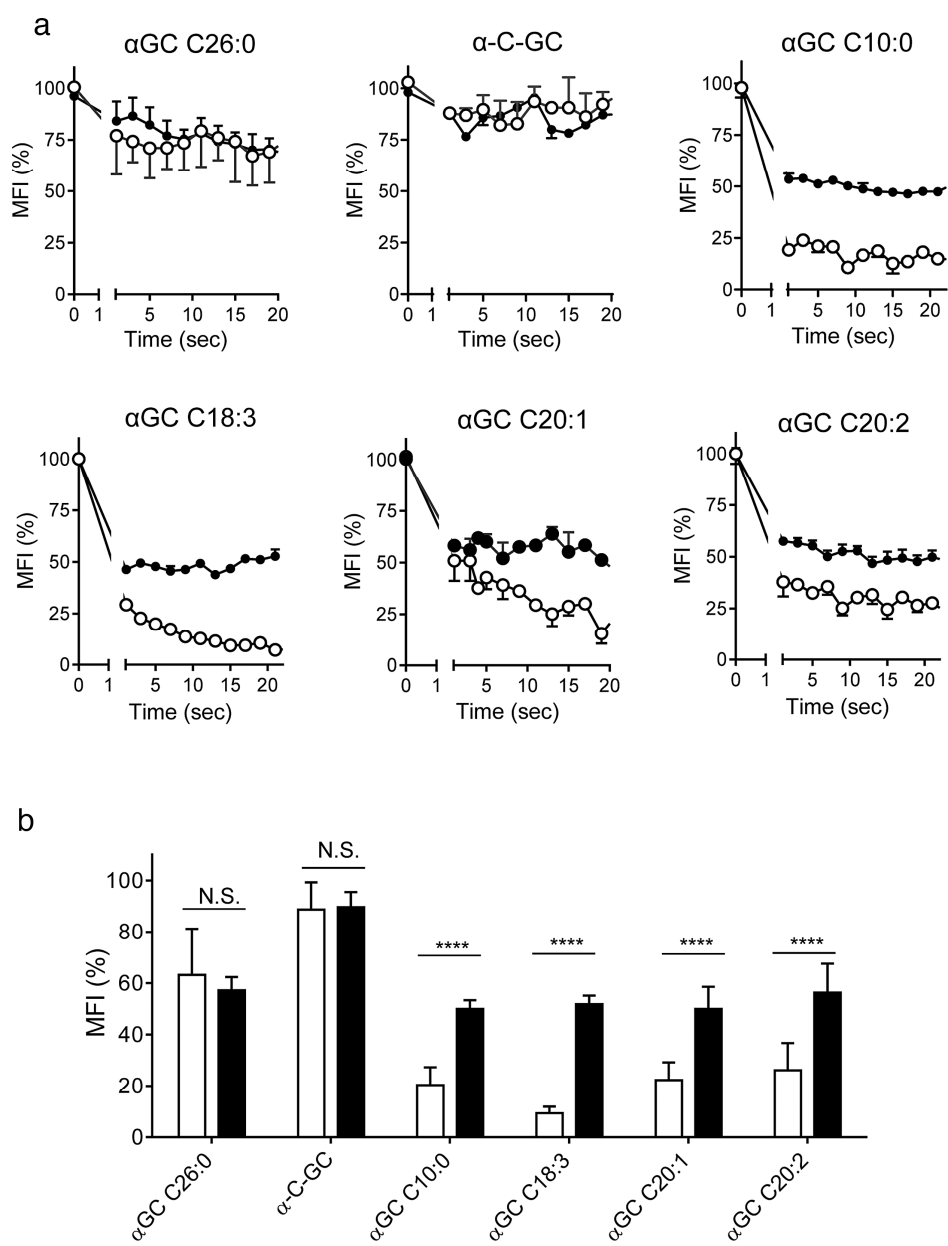 a
αGC C26:0
α-C-GC
αGC C10:0
MFI (%)
100
75
50
25
0
0 1 5 10 15 20
Time (sec)
MFI (%)
100
75
50
25
0
0 1 5 10 15 20
Time (sec)
MFI (%)
100
75
50
25
0
0 1 5 10 15 20
Time (sec)
αGC C18:3
αGC C20:1
αGC C20:2
MFI (%)
100
75
50
25
0
0 1 5 10 15 20
Time (sec)
MFI (%)
100
75
50
25
0
0 1 5 10 15 20
Time (sec)
MFI (%)
100
75
50
25
0
0 1 5 10 15 20
Time (sec)
b
MFI (%)
100
80
60
40
20
0
N.S.
N.S.
****
****
****
****
αGC C26:0
α-C-GC
αGC C10:0
αGC C18:3
αGC C20:1
αGC C20:2